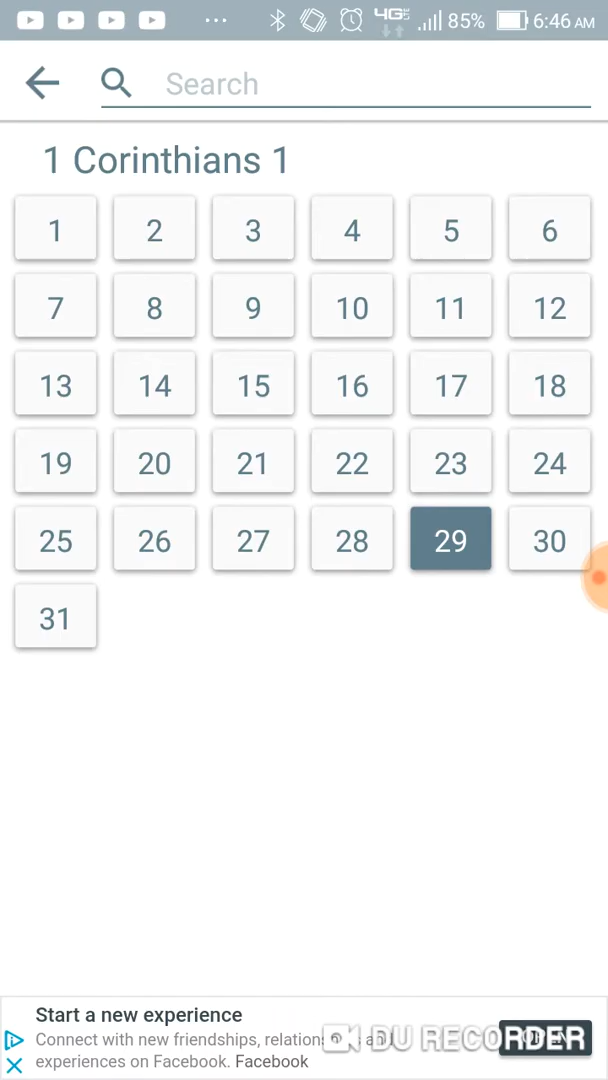 4G 85% 6:46 AM
Search
1 Corinthians 1
1 2 3 4 5 6
7 8 9 10 11 12
13 14 15 16 17 18
19 20 21 22 23 24
25 26 27 28 29 30
31
Start a new experience
Connect with new friendships, and
experiences on Facebook. Facebook
DU RECORDER